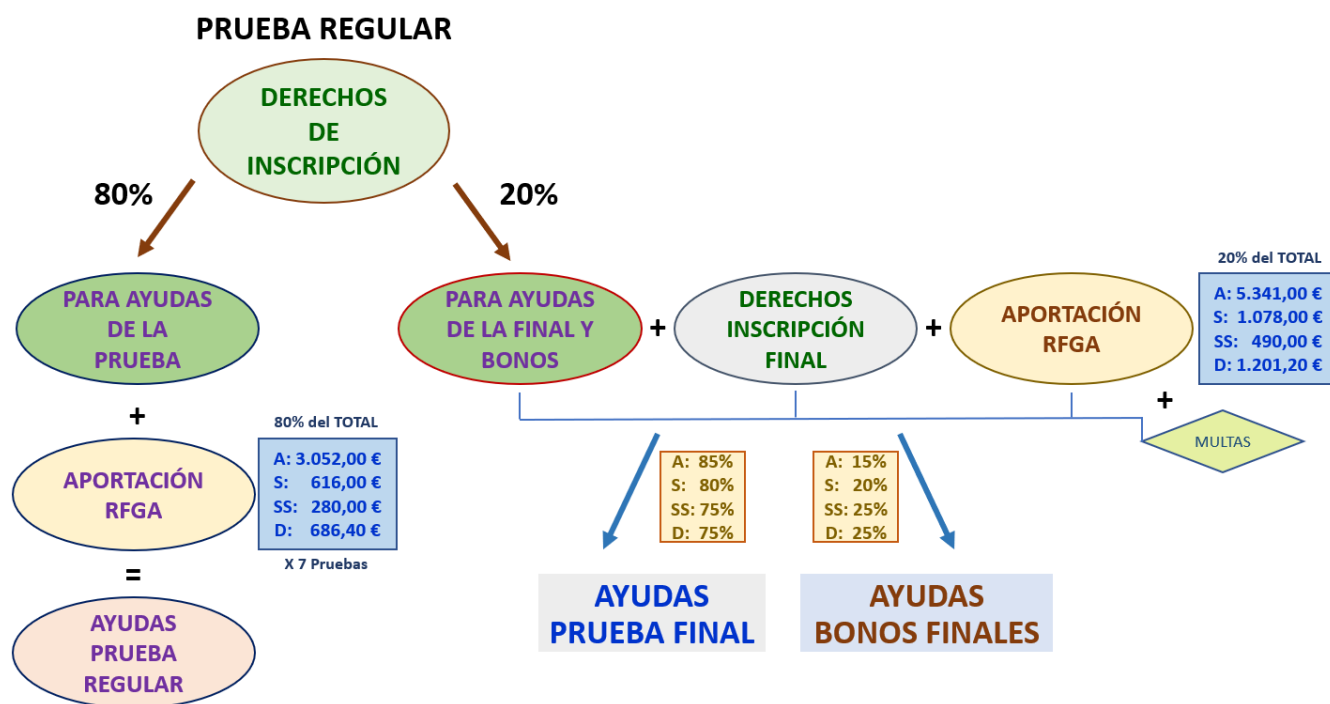 PRUEBA REGULAR
DERECHOS
DE
INSCRIPCIÓN
80%
20%
PARA AYUDAS
DE LA
PRUEBA
PARA AYUDAS
DE LA FINAL Y
BONOS
+
DERECHOS
INSCRIPCIÓN
FINAL
+
APORTACIÓN
RFGA
20% del TOTAL
A: 5.341,00 €
S: 1.078,00 €
SS: 490,00 €
D: 1.201,20 €
+
MULTAS
+
APORTACIÓN
RFGA
80% del TOTAL
A: 3.052,00 €
S: 616,00 €
SS: 280,00 €
D: 686,40 €
X 7 Pruebas
=
AYUDAS
PRUEBA
REGULAR
A: 85%
S: 80%
SS: 75%
D: 75%
A: 15%
S: 20%
SS: 25%
D: 25%
AYUDAS
PRUEBA FINAL
AYUDAS
BONOS FINALES